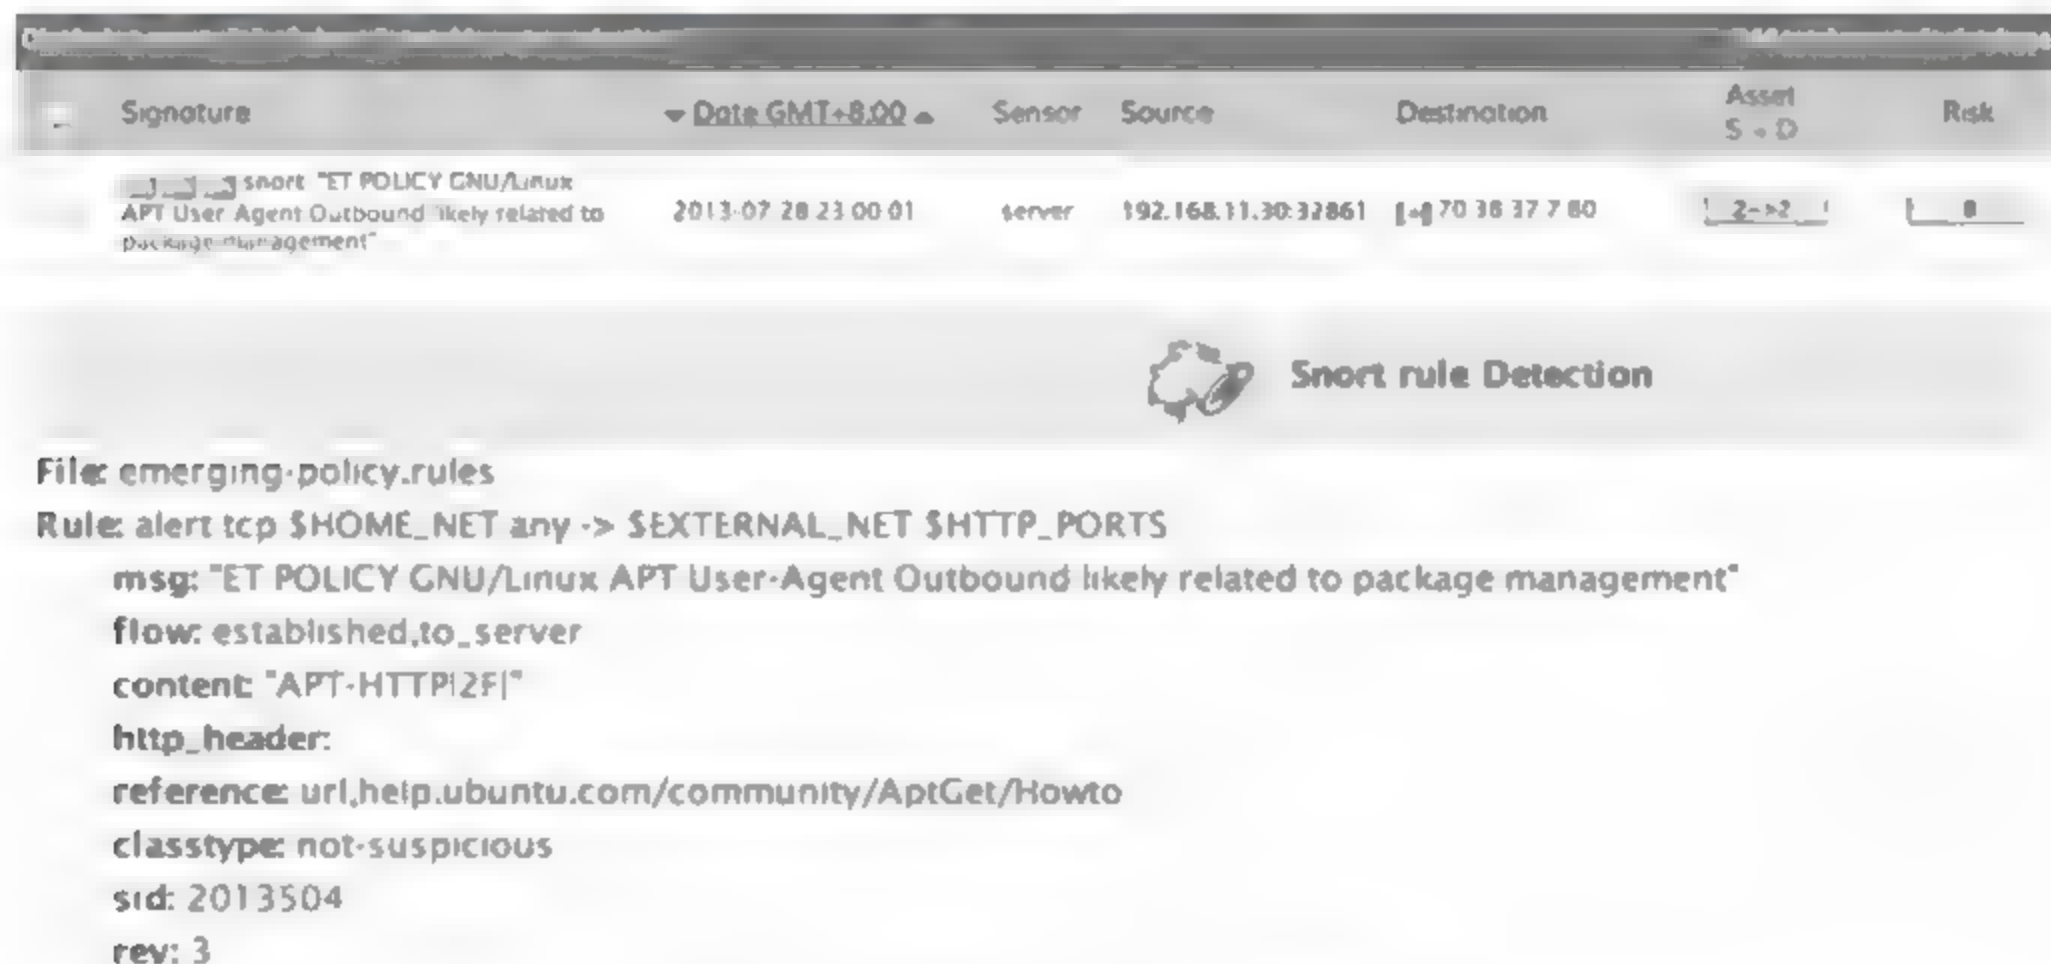 Signature Date GMT+8:00 Sensor Source Destination Asset S → D Risk
snort "ET POLICY GNU/Linux
APT User Agent Outbound likely related to
package management"
2013-07-28 23:00:01 server 192.168.11.30:32861 2->2
Snort rule Detection
File: emerging-policy.rules
Rule: alert tcp $HOME_NET any -> $EXTERNAL_NET $HTTP_PORTS
msg: "ET POLICY GNU/Linux APT User-Agent Outbound likely related to package management"
flow: established,to_server
content: "APT-HTTP|2F|"
http_header:
reference: url,help.ubuntu.com/community/AptGet/Howto
classtype: not-suspicious
sid: 2013504
rev: 3